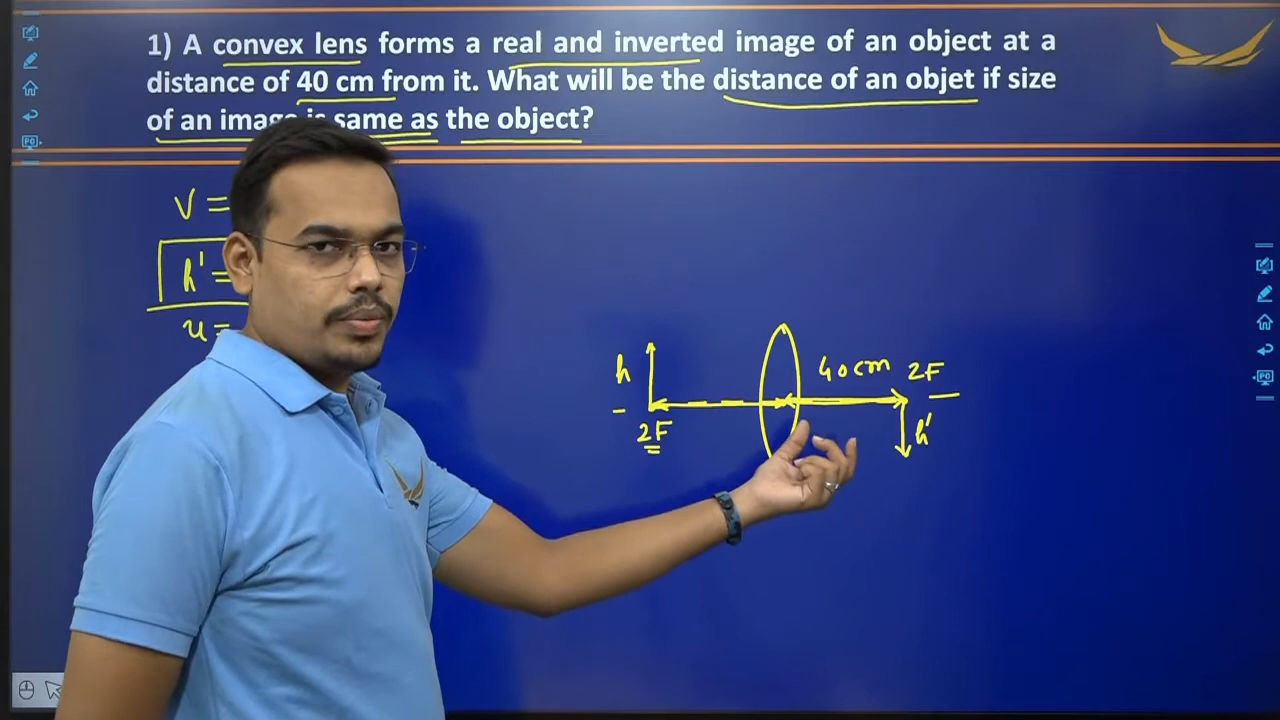 1) A convex lens forms a real and inverted image of an object at a
distance of 40 cm from it. What will be the distance of an objet if size
of an image is same as the object?
v =
h' =
u =
h
40cm 2F
2F
h'